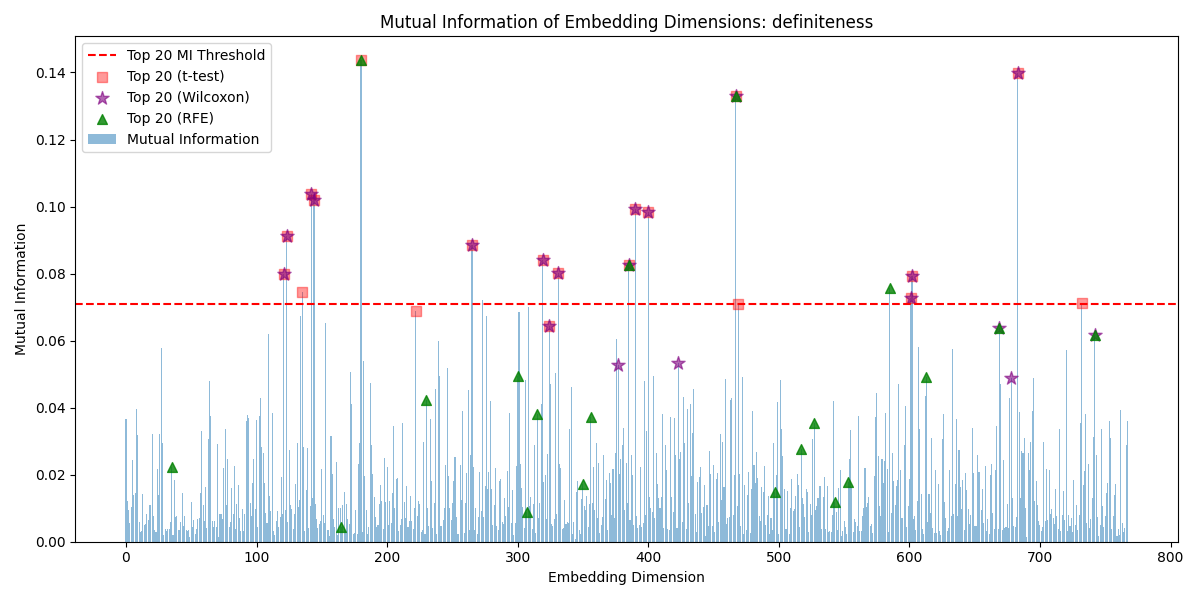 Mutual Information of Embedding Dimensions: definiteness
Top 20 MI Threshold
Top 20 (t-test)
Top 20 (Wilcoxon)
Top 20 (RFE)
Mutual Information
Mutual Information
0.14
0.12
0.10
0.08
0.06
0.04
0.02
0.00
0 100 200 300 400 500 600 700 800
Embedding Dimension